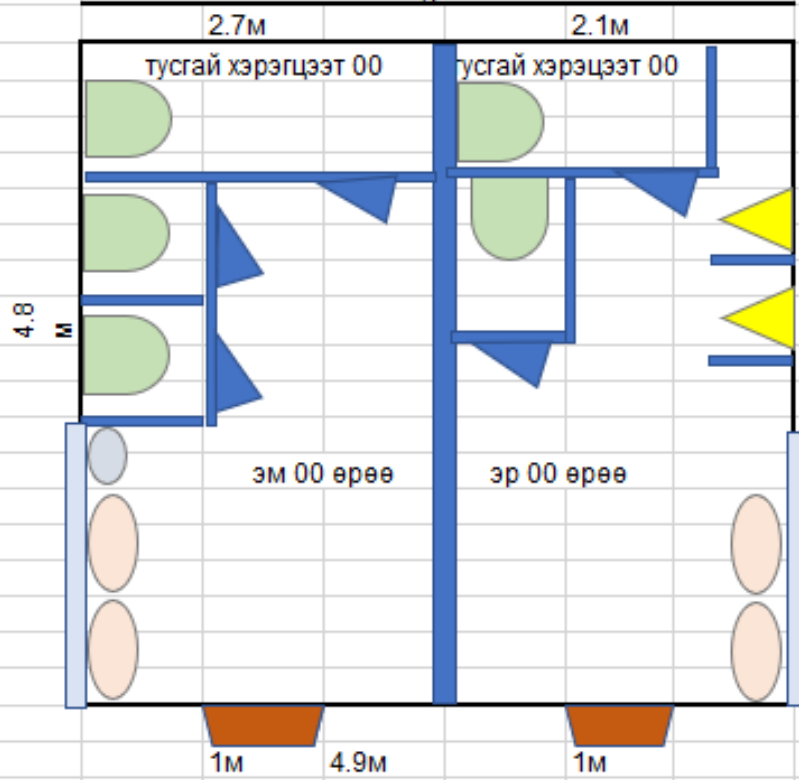 2.7м
2.1м
тусгай хэрэгцээт 00
тусгай хэрэцээт 00
4.8
м
эм 00 өрөө
эр 00 өрөө
1м
4.9м
1м